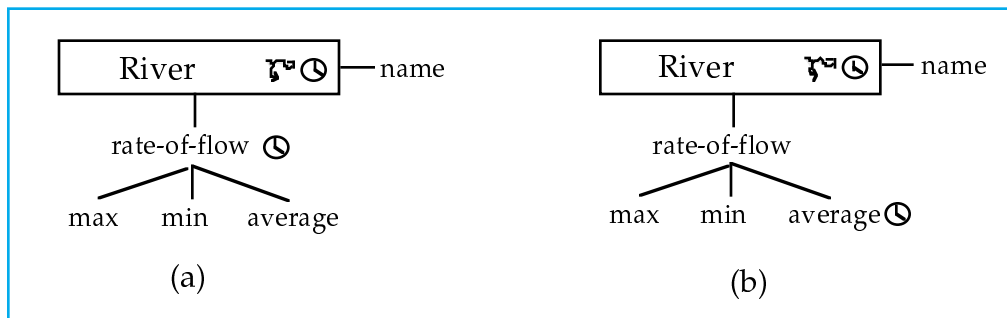 River
name
rate-of-flow
max min average
(a)
River
name
rate-of-flow
max min average
(b)